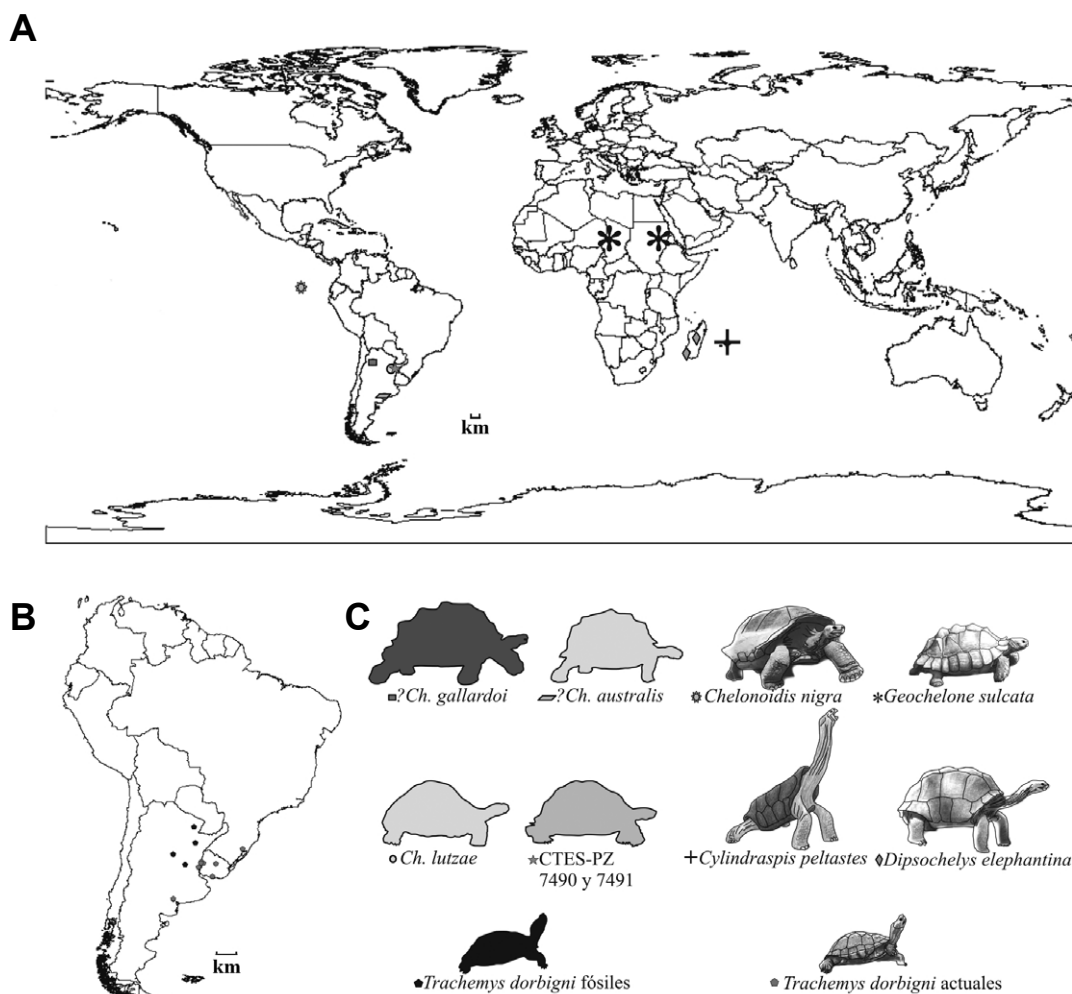 A
km
B
C
?Ch. gallardoi
?Ch. australis
Chelonoidis nigra
Geochelone sulcata
Ch. lutzae
CTES-PZ
7490 y 7491
Cylindraspis peltastes
Dipsochelys elephantina
km
Trachemys dorbigni fósiles
Trachemys dorbigni actuales